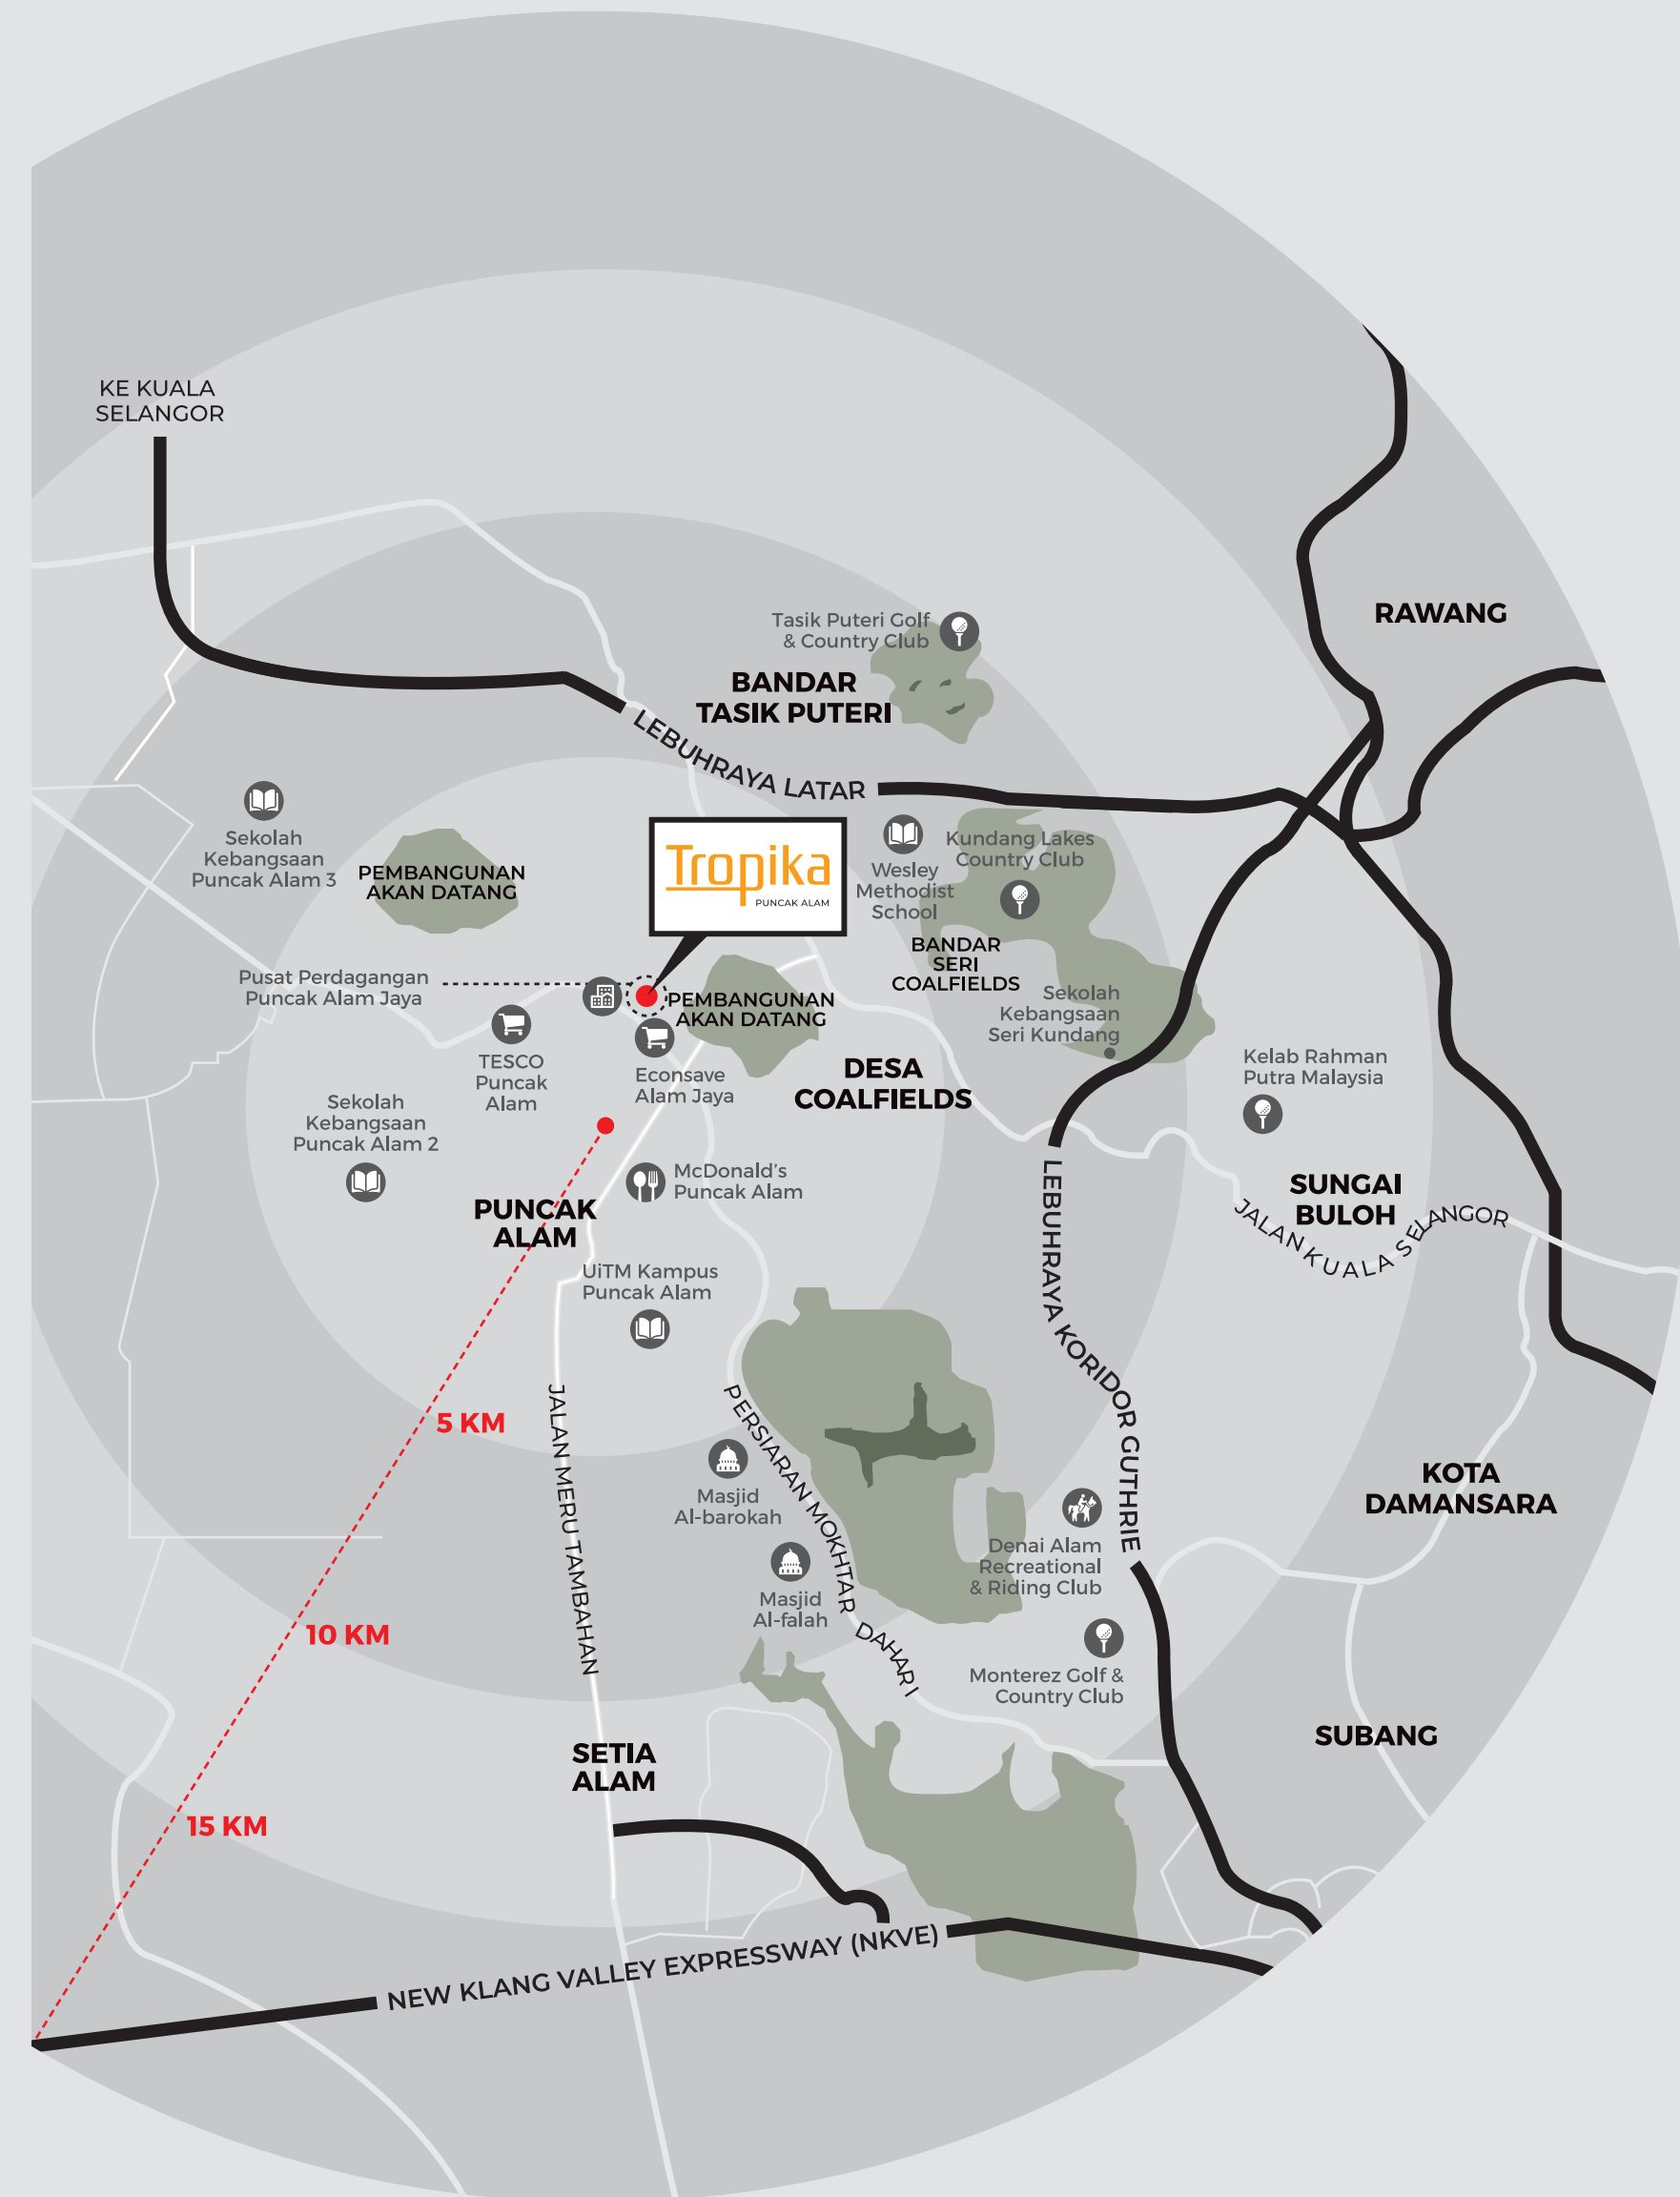 KE KUALA
SELANGOR
RAWANG
Tasik Puteri Golf
& Country Club
BANDAR
TASIK PUTERI
LEBUHRAYA LATAR
Sekolah
Kebangsaan
Puncak Alam 3
PEMBANGUNAN
AKAN DATANG
Tropika
PUNCAK ALAM
Wesley
Methodist
School
Kundang Lakes
Country Club
BANDAR
SERI
COALFIELDS
Pusat Perdagangan
Puncak Alam Jaya
PEMBANGUNAN
AKAN DATANG
Sekolah
Kebangsaan
Seri Kundang
TESCO
Puncak
Alam
Econsave
Alam Jaya
DESA
COALFIELDS
Kelab Rahman
Putra Malaysia
Sekolah
Kebangsaan
Puncak Alam 2
McDonald's
Puncak Alam
PUNCAK
ALAM
SUNGAI
BULOH
JALAN KUALA SELANGOR
LEBUHRAYA KORIDOR GUTHRIE
UiTM Kampus
Puncak Alam
5 KM
JALAN MERU TAMBAHAN
PERSIARAN MOKHTAR DAHARI
Masjid
Al-barokah
KOTA
DAMANSARA
Denai Alam
Recreational
& Riding Club
Masjid
Al-falah
10 KM
Monterez Golf &
Country Club
SUBANG
SETIA
ALAM
15 KM
NEW KLANG VALLEY EXPRESSWAY (NKVE)